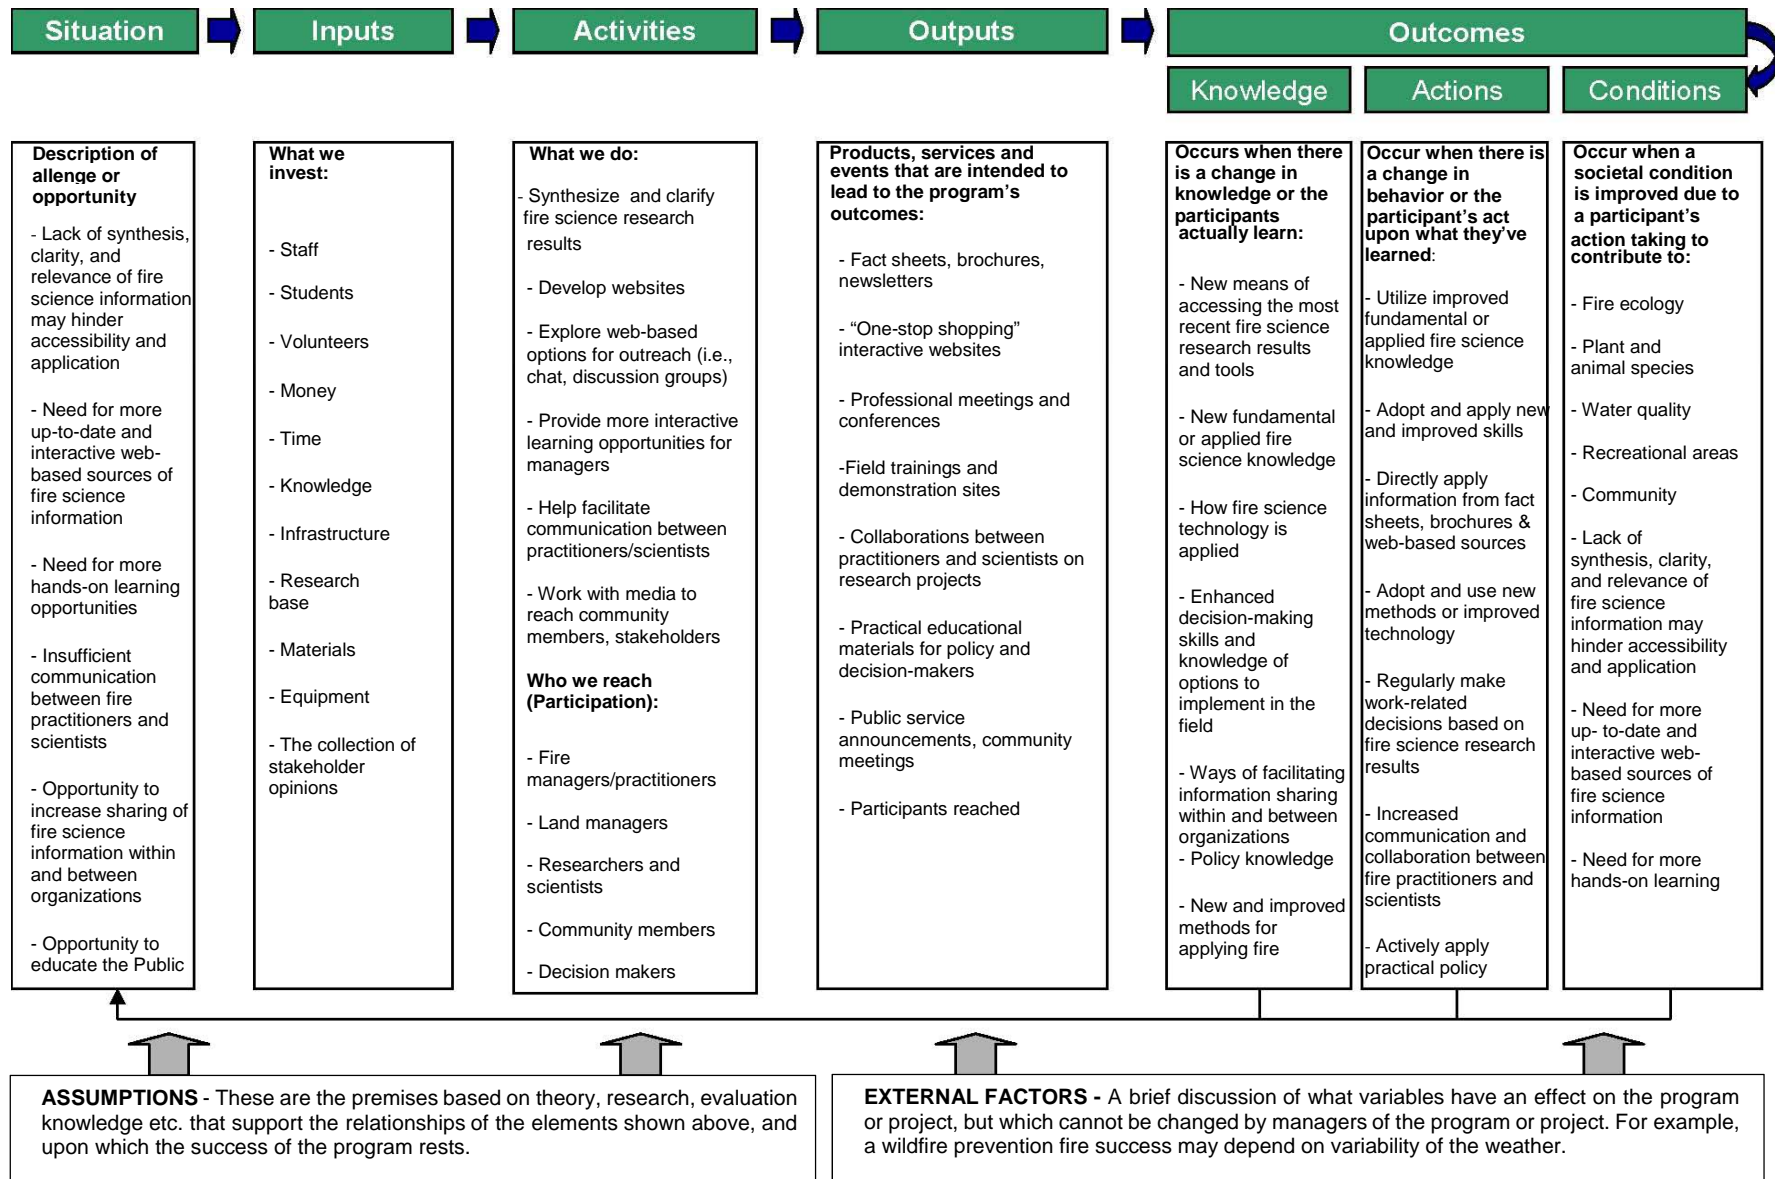 Situation
Inputs
Activities
Outputs
Outcomes
Knowledge
Actions
Conditions
Description of
allenge or
opportunity
- Lack of synthesis,
clarity, and
relevance of fire
science information
may hinder
accessibility and
application
- Need for more
up-to-date and
interactive web-
based sources of
fire science
information
- Need for more
hands-on learning
opportunities
- Insufficient
communication
between fire
practitioners and
scientists
- Opportunity to
increase sharing of
fire science
information within
and between
organizations
- Opportunity to
educate the Public
What we
invest:
- Staff
- Students
- Volunteers
- Money
- Time
- Knowledge
- Infrastructure
- Research
base
- Materials
- Equipment
- The collection of
stakeholder
opinions
What we do:
- Synthesize and clarify
fire science research
results
- Develop websites
- Explore web-based
options for outreach (i.e.,
chat, discussion groups)
- Provide more interactive
learning opportunities for
managers
- Help facilitate
communication between
practitioners/scientists
- Work with media to
reach community
members, stakeholders
Who we reach
(Participation):
- Fire
managers/practitioners
- Land managers
- Researchers and
scientists
- Community members
- Decision makers
Products, services and
events that are intended to
lead to the program's
outcomes:
- Fact sheets, brochures,
newsletters
- “One-stop shopping”
interactive websites
- Professional meetings and
conferences
-Field trainings and
demonstration sites
- Collaborations between
practitioners and scientists on
research projects
- Practical educational
materials for policy and
decision-makers
- Public service
announcements, community
meetings
- Participants reached
Occurs when there
is a change in
knowledge or the
participants
actually learn:
- New means of
accessing the most
recent fire science
research results
and tools
- New fundamental
or applied fire
science knowledge
- How fire science
technology is
applied
- Enhanced
decision-making
skills and
knowledge of
options to
implement in the
field
- Ways of facilitating
information sharing
within and between
organizations
- Policy knowledge
- New and improved
methods for
applying fire
Occur when there is
a change in
behavior or the
participant's act
upon what they've
learned:
- Utilize improved
fundamental or
applied fire science
knowledge
- Adopt and apply new
and improved skills
- Directly apply
information from fact
sheets, brochures &
web-based sources
- Adopt and use new
methods or improved
technology
- Regularly make
work-related
decisions based on
fire science research
results
- Increased
communication and
collaboration between
fire practitioners and
scientists
- Actively apply
practical policy
Occur when a
societal condition
is improved due to
a participant's
action taking to
contribute to:
- Fire ecology
- Plant and
animal species
- Water quality
- Recreational areas
- Community
- Lack of
synthesis, clarity,
and relevance of
fire science
information may
hinder accessibility
and application
- Need for more
up- to-date and
interactive web-
based sources of
fire science
information
- Need for more
hands-on learning
ASSUMPTIONS - These are the premises based on theory, research, evaluation
knowledge etc. that support the relationships of the elements shown above, and
upon which the success of the program rests.
EXTERNAL FACTORS - A brief discussion of what variables have an effect on the program
or project, but which cannot be changed by managers of the program or project. For example,
a wildfire prevention fire success may depend on variability of the weather.